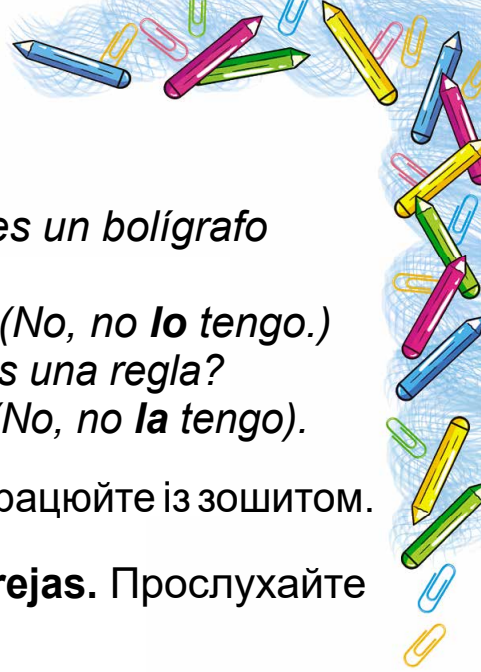 es un bolígrafo
(No, no lo tengo.)
s una regla?
No, no la tengo).
рацюйте із зошитом.
rejas. Прослухайте